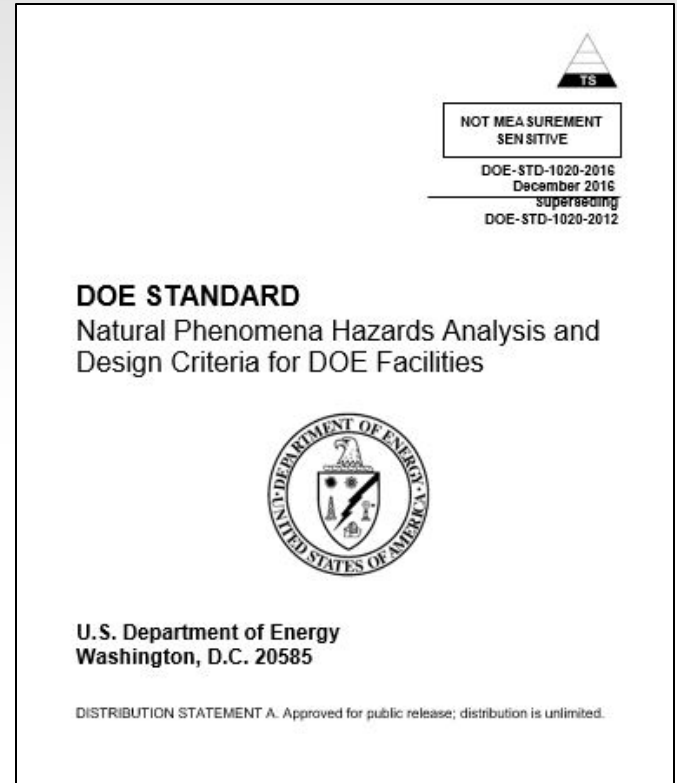 TS
NOT MEASUREMENT
SENSITIVE
DOE-STD-1020-2016
December 2016
Superseding
DOE-STD-1020-2012
DOE STANDARD
Natural Phenomena Hazards Analysis and
Design Criteria for DOE Facilities
DEPARTMENT OF ENERGY
UNITED STATES OF AMERICA
U.S. Department of Energy
Washington, D.C. 20585
DISTRIBUTION STATEMENT A. Approved for public release; distribution is unlimited.